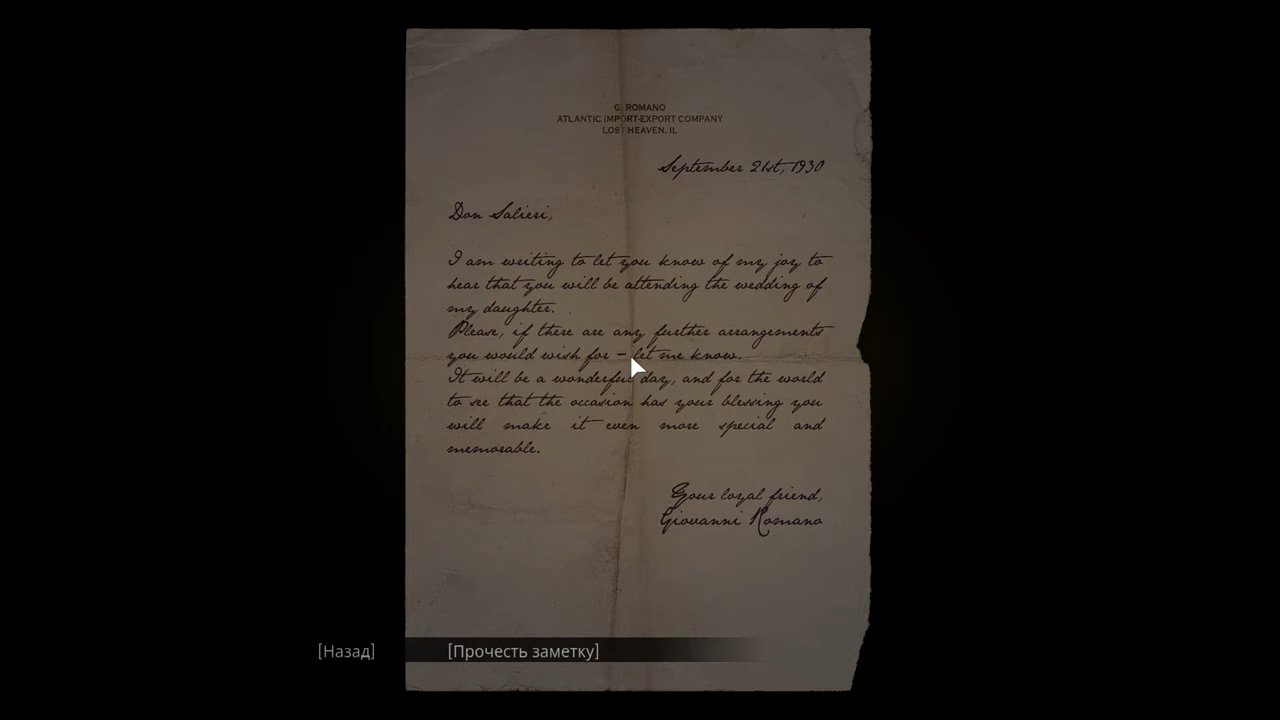 G. ROMANO
ATLANTIC IMPORT-EXPORT COMPANY
LOST HEAVEN, IL
September 21st, 1930
Don Salieri,
I am writing to let you know of my joy to
hear that you will be attending the wedding of
my daughter.
Please, if there are any further arrangements
you would wish for – let me know.
It will be a wonderful day, and for the world
to see that the occasion has your blessing you
will make it even more special and
memorable.
Your loyal friend,
Giovanni Romano
[Назад] [Прочесть заметку]